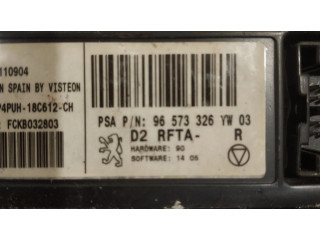 110904
N SPAIN BY VISTEON
P4PUH-18C612-CH
: FCKB032803
PSA P/N: 96 573 326 YW 03
D2 RFTA- R
HARDWARE: 90
SOFTWARE: 14 05